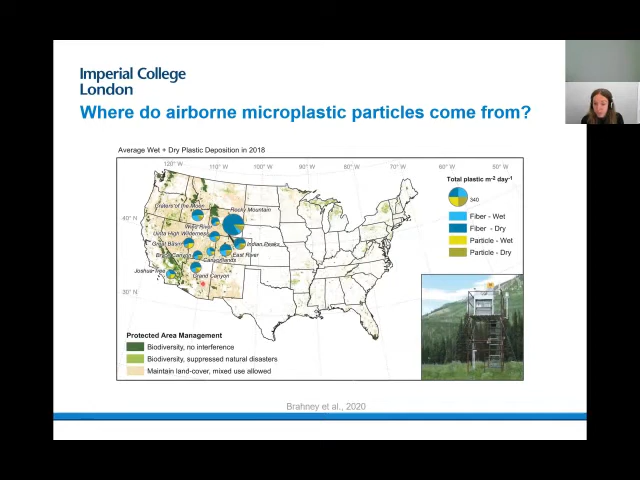 Imperial College
London
Where do airborne microplastic particles come from?
Average Wet + Dry Plastic Deposition in 2018
120° W 110° W 100° W 90° W 80° W 70° W 60° W 50° W
Total plastic m-2 day-1
340
Fiber - Wet
Fiber - Dry
Particle - Wet
Particle - Dry
40° N
30° N
Craters of the Moon
Rocky Mountain
Wind River
Uinta High Wilderness
Great Basin
Indian Peaks
Bryce Canyon
East River
Canyonlands
Joshua Tree
Grand Canyon
Protected Area Management
Biodiversity, no interference
Biodiversity, suppressed natural disasters
Maintain land-cover, mixed use allowed
Brahney et al., 2020